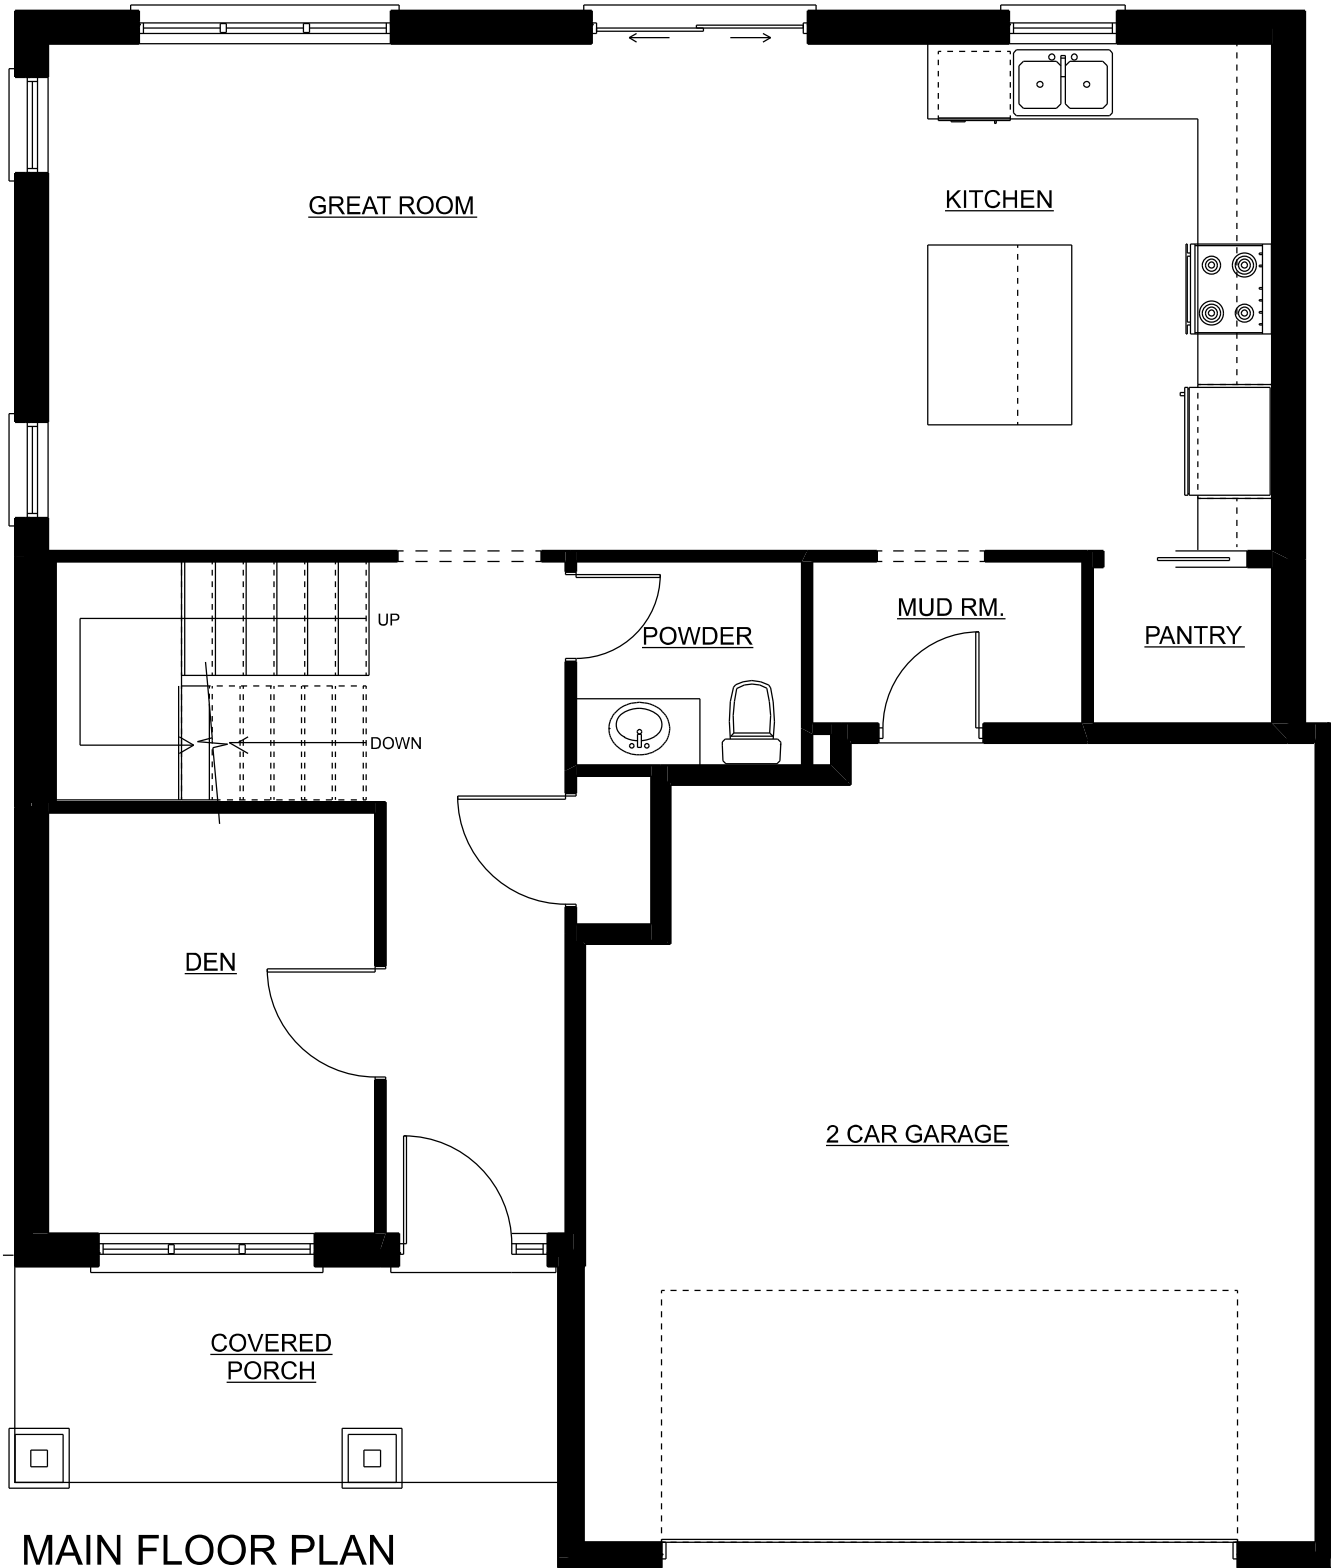 GREAT ROOM
KITCHEN
UP
MUD RM.
POWDER
PANTRY
DOWN
DEN
2 CAR GARAGE
COVERED
PORCH
MAIN FLOOR PLAN